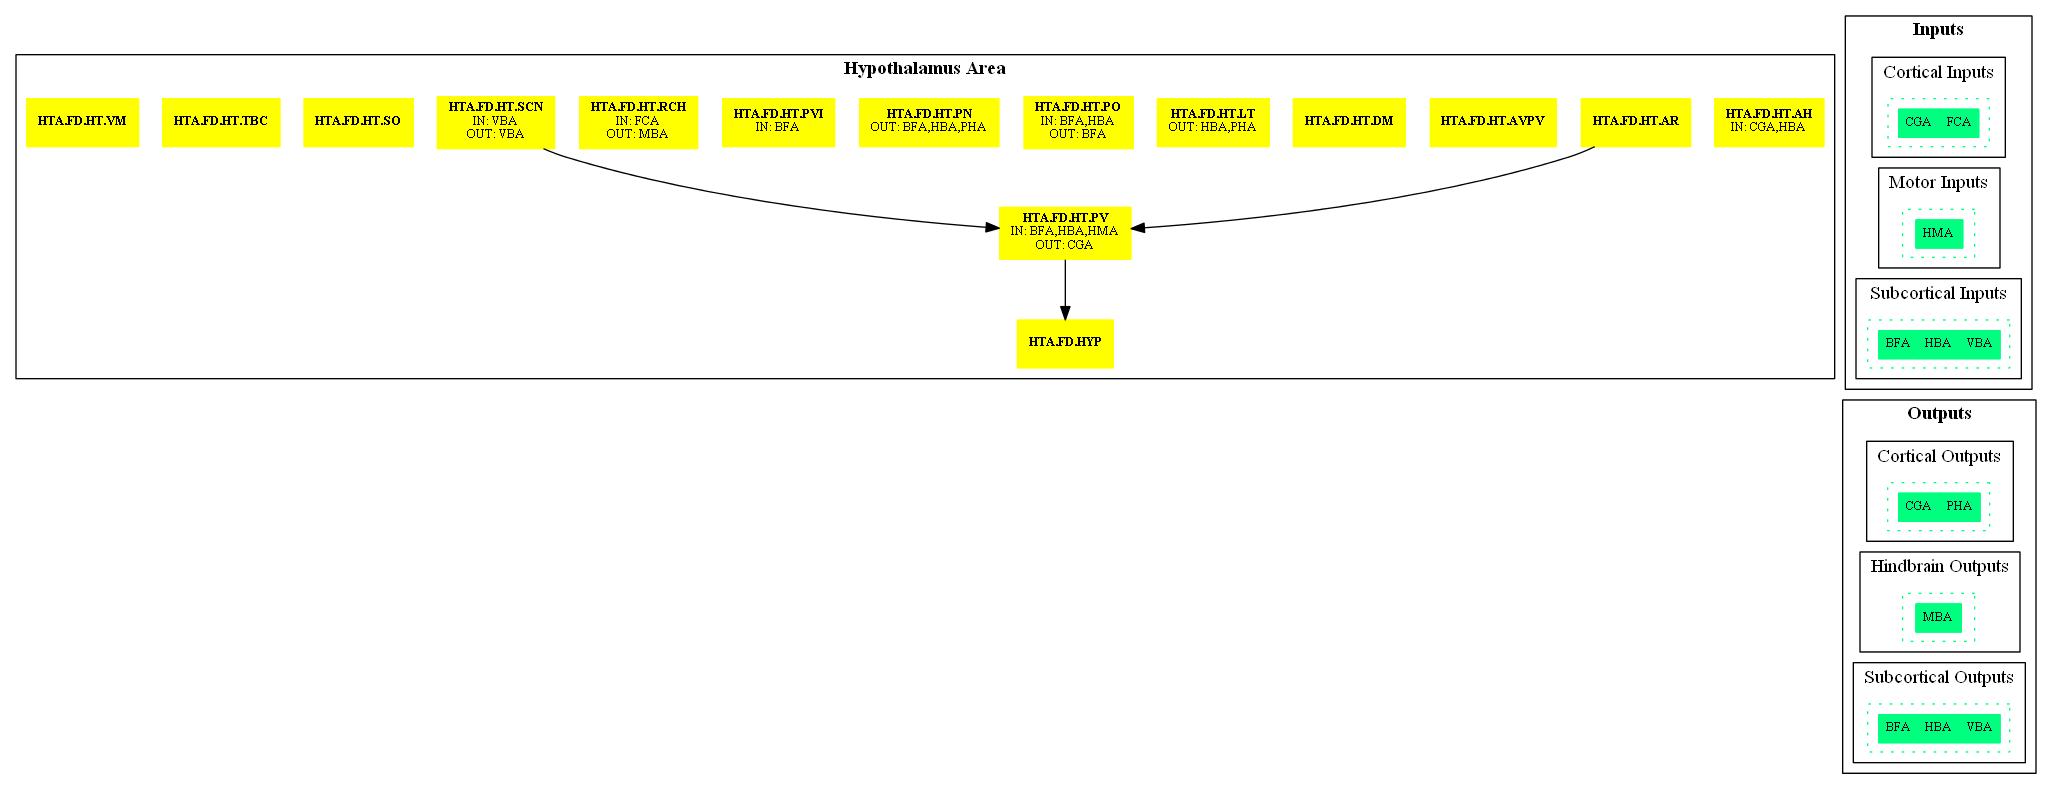 Hypothalamus Area
HTA.FD.HT.VM
HTA.FD.HT.TBC
HTA.FD.HT.SO
HTA.FD.HT.SCN
IN: VBA
OUT: VBA
HTA.FD.HT.RCH
IN: FCA
OUT: MBA
HTA.FD.HT.PVI
IN: BFA
HTA.FD.HT.PN
OUT: BFA,HBA,PHA
HTA.FD.HT.PO
IN: BFA,HBA
OUT: BFA
HTA.FD.HT.LT
OUT: HBA,PHA
HTA.FD.HT.DM
HTA.FD.HT.AVPV
HTA.FD.HT.AR
HTA.FD.HT.AH
IN: CGA,HBA
HTA.FD.HT.PV
IN: BFA,HBA,HMA
OUT: CGA
HTA.FD.HYP
Inputs
Cortical Inputs
CGA FCA
Motor Inputs
HMA
Subcortical Inputs
BFA HBA VBA
Outputs
Cortical Outputs
CGA PHA
Hindbrain Outputs
MBA
Subcortical Outputs
BFA HBA VBA